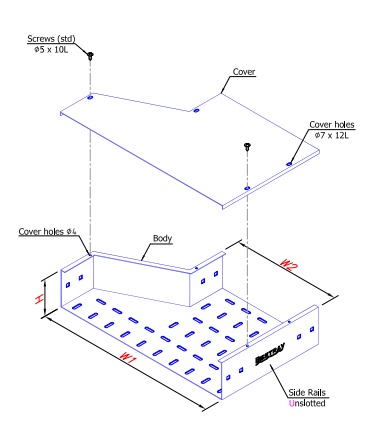 Screws (std)
φ5 x 10L
Cover
Cover holes
φ7 x 12L
Cover holes φ4
Body
W2
H
W1
BESTRAY
Side Rails
Unslotted